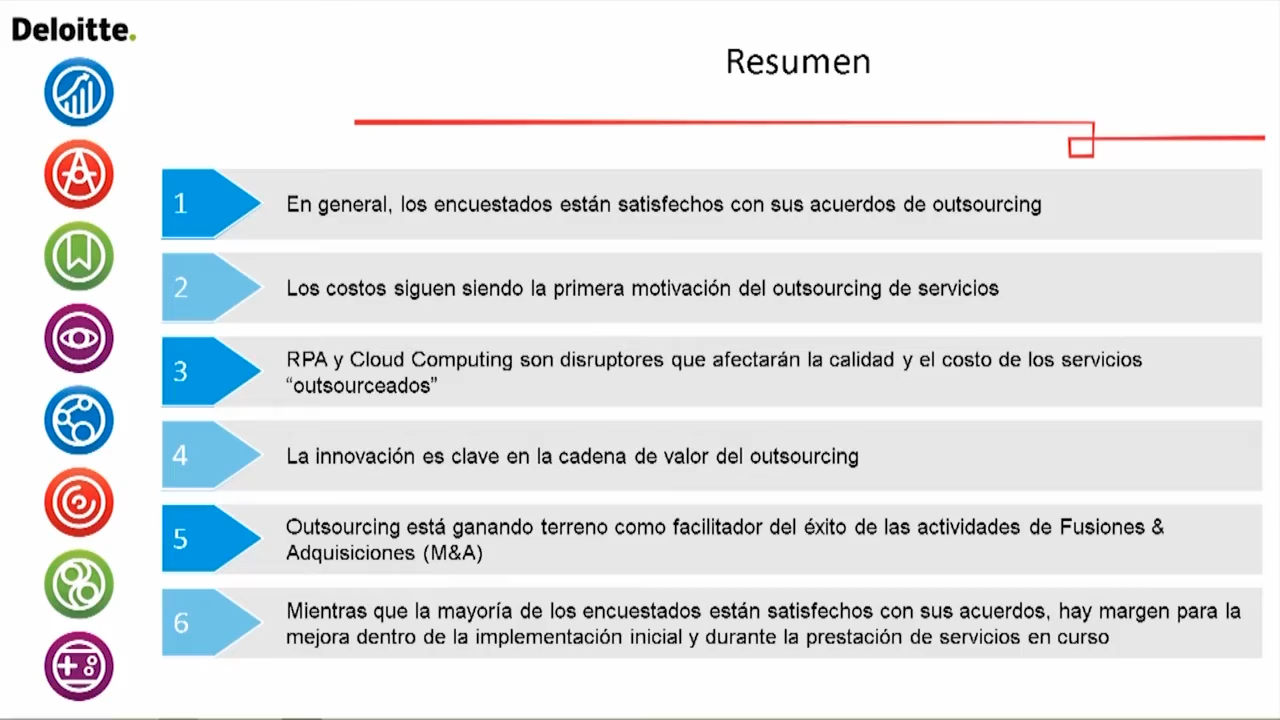 Deloitte.
Resumen
1
En general, los encuestados están satisfechos con sus acuerdos de outsourcing
2
Los costos siguen siendo la primera motivación del outsourcing de servicios
3
RPA y Cloud Computing son disruptores que afectarán la calidad y el costo de los servicios
“outsourceados”
4
La innovación es clave en la cadena de valor del outsourcing
5
Outsourcing está ganando terreno como facilitador del éxito de las actividades de Fusiones &
Adquisiciones (M&A)
6
Mientras que la mayoría de los encuestados están satisfechos con sus acuerdos, hay margen para la
mejora dentro de la implementación inicial y durante la prestación de servicios en curso